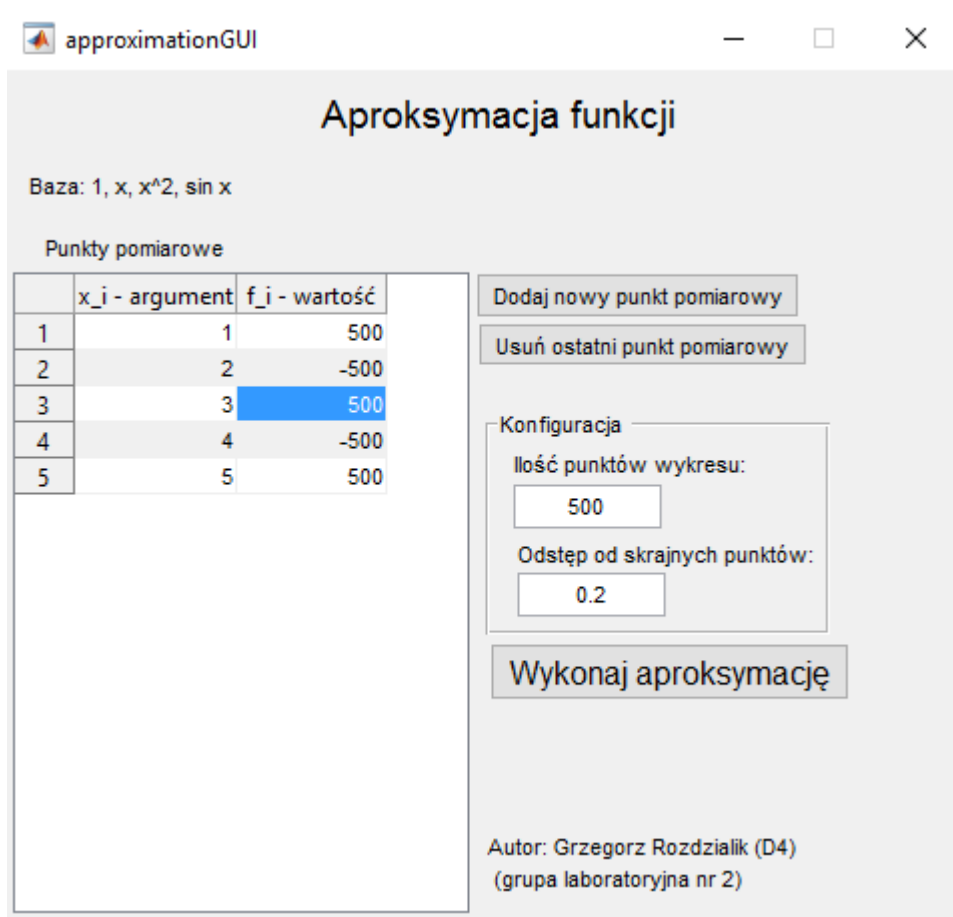 approximationGUI
Aproksymacja funkcji
Baza: 1, x, x^2, sin x
Punkty pomiarowe
x_i - argument f_i - wartość
1 1 500
2 2 -500
3 3 500
4 4 -500
5 5 500
Dodaj nowy punkt pomiarowy
Usuń ostatni punkt pomiarowy
Konfiguracja
Ilość punktów wykresu:
500
Odstęp od skrajnych punktów:
0.2
Wykonaj aproksymację
Autor: Grzegorz Rozdzialik (D4)
(grupa laboratoryjna nr 2)